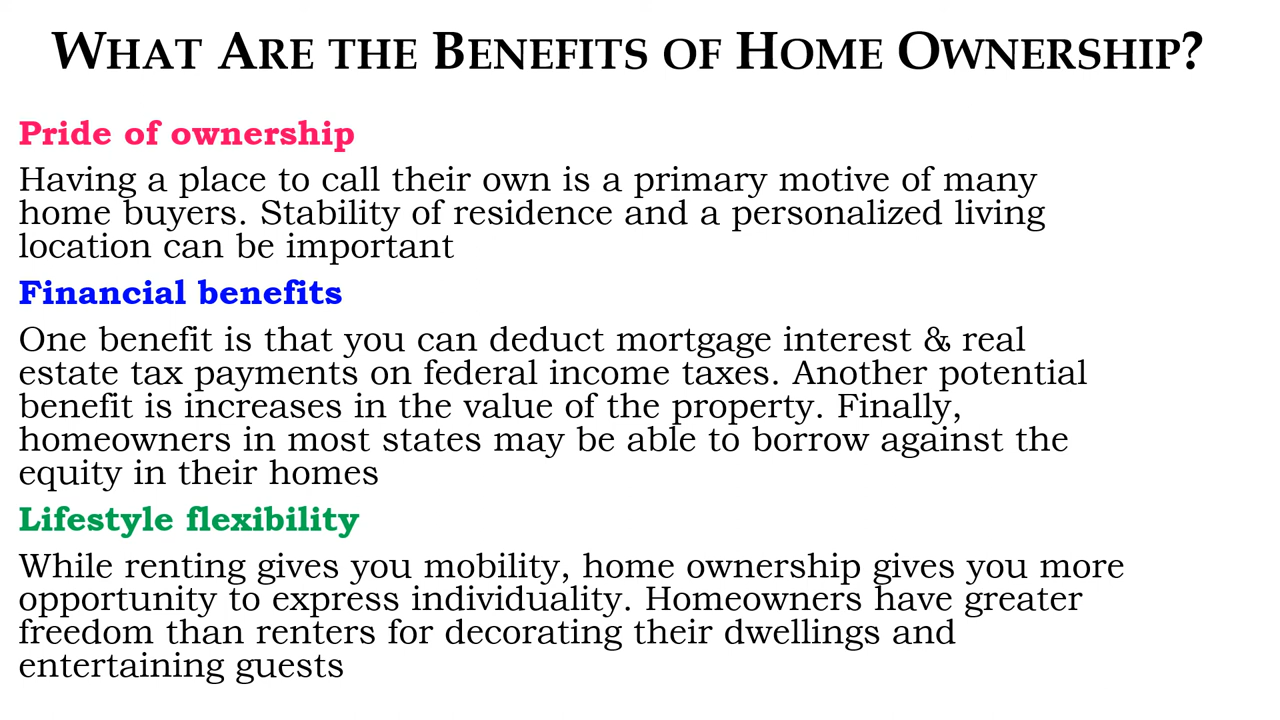 WHAT ARE THE BENEFITS OF HOME OWNERSHIP?
Pride of ownership
Having a place to call their own is a primary motive of many
home buyers. Stability of residence and a personalized living
location can be important
Financial benefits
One benefit is that you can deduct mortgage interest & real
estate tax payments on federal income taxes. Another potential
benefit is increases in the value of the property. Finally,
homeowners in most states may be able to borrow against the
equity in their homes
Lifestyle flexibility
While renting gives you mobility, home ownership gives you more
opportunity to express individuality. Homeowners have greater
freedom than renters for decorating their dwellings and
entertaining guests